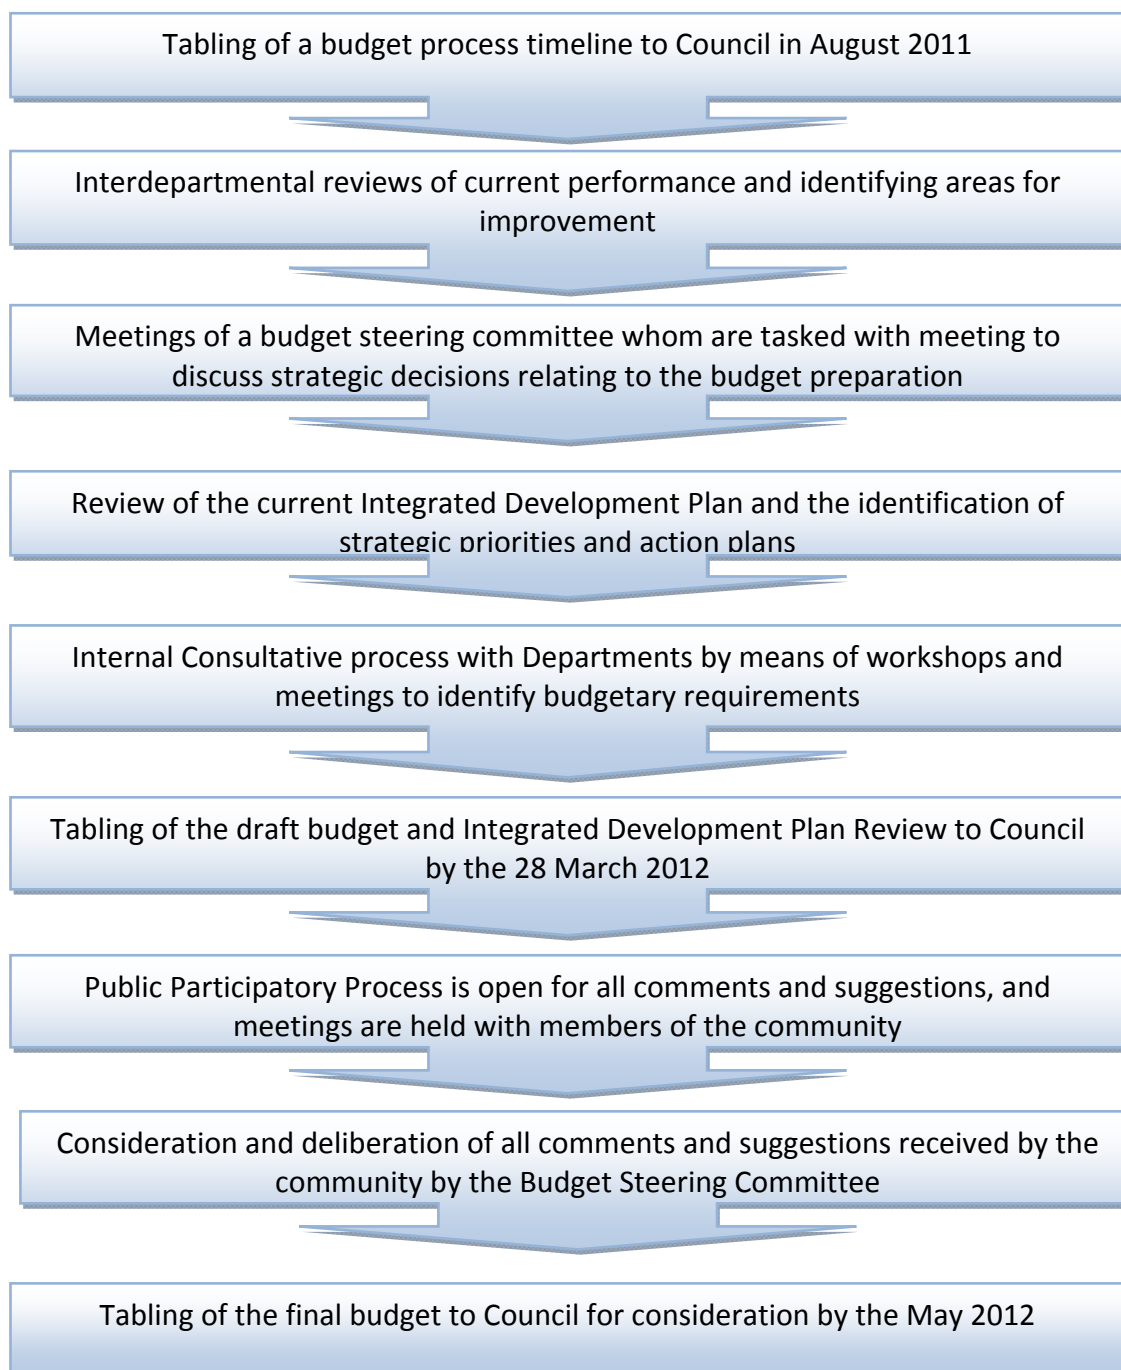 Tabling of a budget process timeline to Council in August 2011
Interdepartmental reviews of current performance and identifying areas for
improvement
Meetings of a budget steering committee whom are tasked with meeting to
discuss strategic decisions relating to the budget preparation
Review of the current Integrated Development Plan and the identification of
strategic priorities and action plans
Internal Consultative process with Departments by means of workshops and
meetings to identify budgetary requirements
Tabling of the draft budget and Integrated Development Plan Review to Council
by the 28 March 2012
Public Participatory Process is open for all comments and suggestions, and
meetings are held with members of the community
Consideration and deliberation of all comments and suggestions received by the
community by the Budget Steering Committee
Tabling of the final budget to Council for consideration by the May 2012